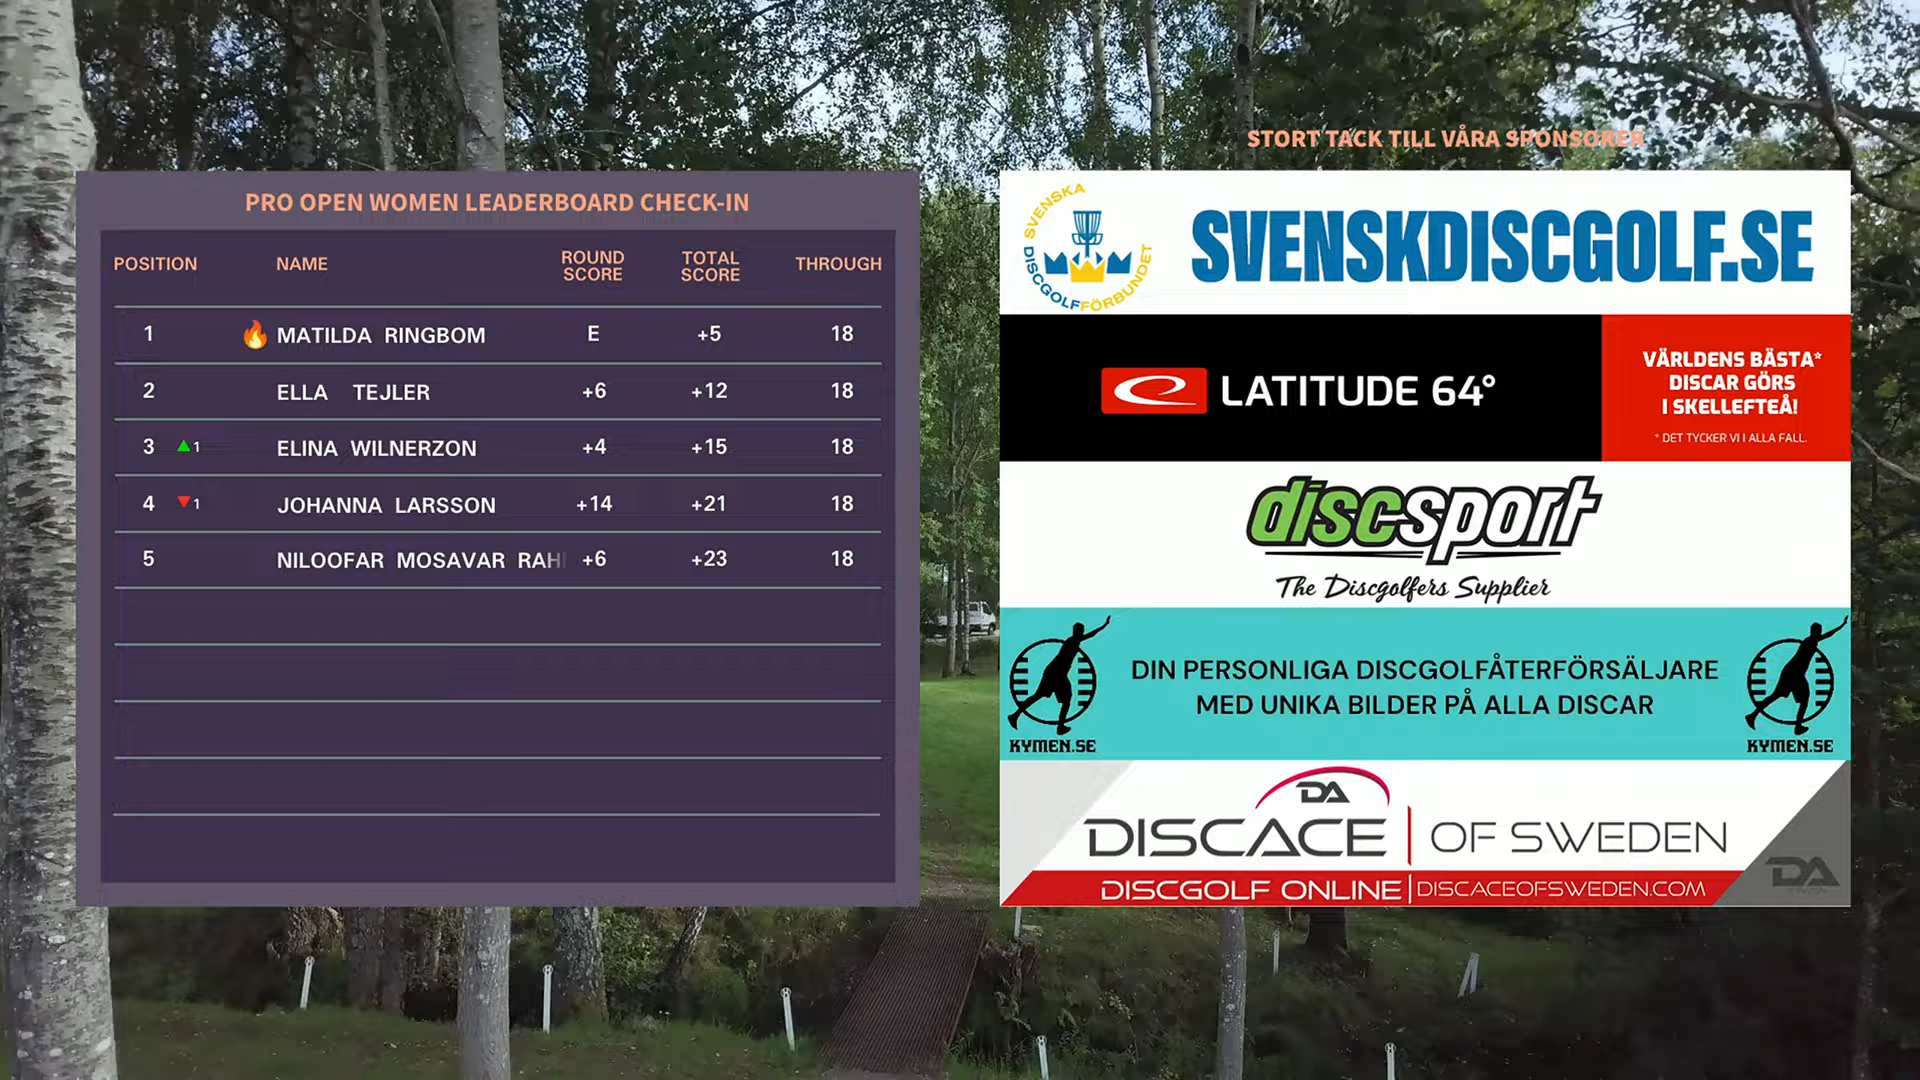 STORT TACK TILL VÅRA SPONSORER
PRO OPEN WOMEN LEADERBOARD CHECK-IN
POSITION NAME ROUND SCORE TOTAL SCORE THROUGH
1 MATILDA RINGBOM E +5 18
2 ELLA TEJLER +6 +12 18
3 1 ELINA WILNERZON +4 +15 18
4 1 JOHANNA LARSSON +14 +21 18
5 NILOOFAR MOSAVAR RAH +6 +23 18
SVENSKA DISCGOLFFÖRBUNDET
SVENSKDISCGOLF.SE
LATITUDE 64°
VÄRLDENS BÄSTA*
DISCAR GÖRS
I SKELLEFTEÅ!
* DET TYCKER VI I ALLA FALL.
discsport
The Discgolfers Supplier
DIN PERSONLIGA DISCGOLFÅTERFÖRSÄLJARE
MED UNIKA BILDER PÅ ALLA DISCAR
KYMEN.SE
KYMEN.SE
DA
DISCACE OF SWEDEN
DA
DISCGOLF ONLINE DISCACEOFSWEDEN.COM